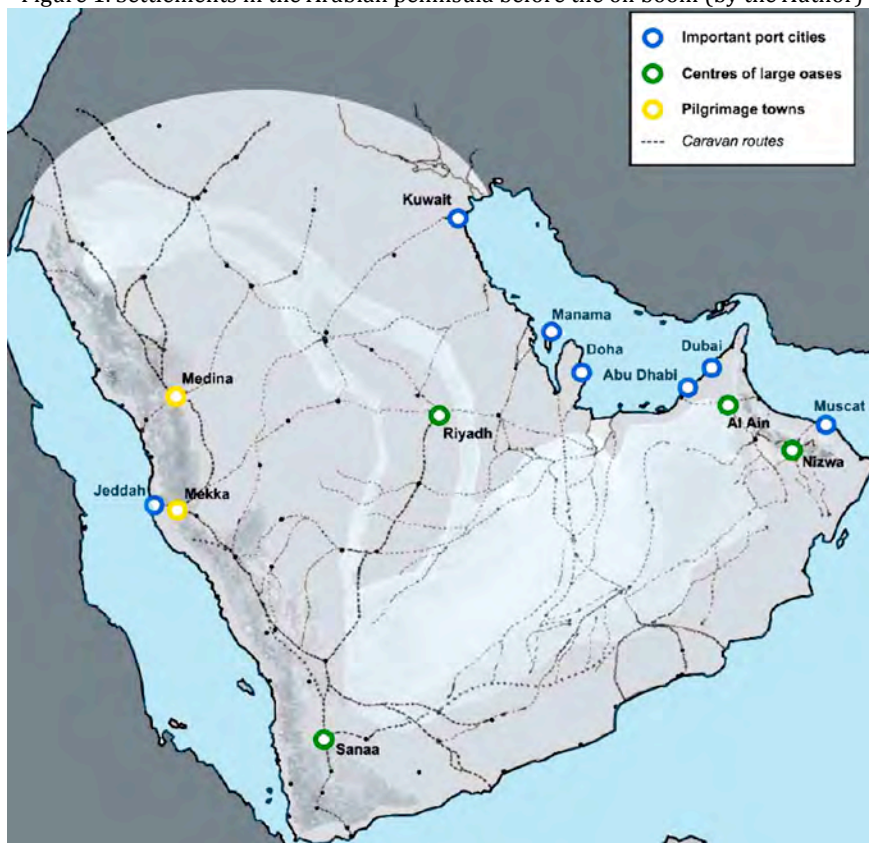 Figure 1: Settlements in the Arabian peninsula before the oil boom (by the Author)
Important port cities
Centres of large oases
Pilgrimage towns
Caravan routes
Kuwait
Manama
Doha
Dubai
Abu Dhabi
Medina
Muscat
Al Ain
Riyadh
Nizwa
Jeddah
Mekka
Sanaa